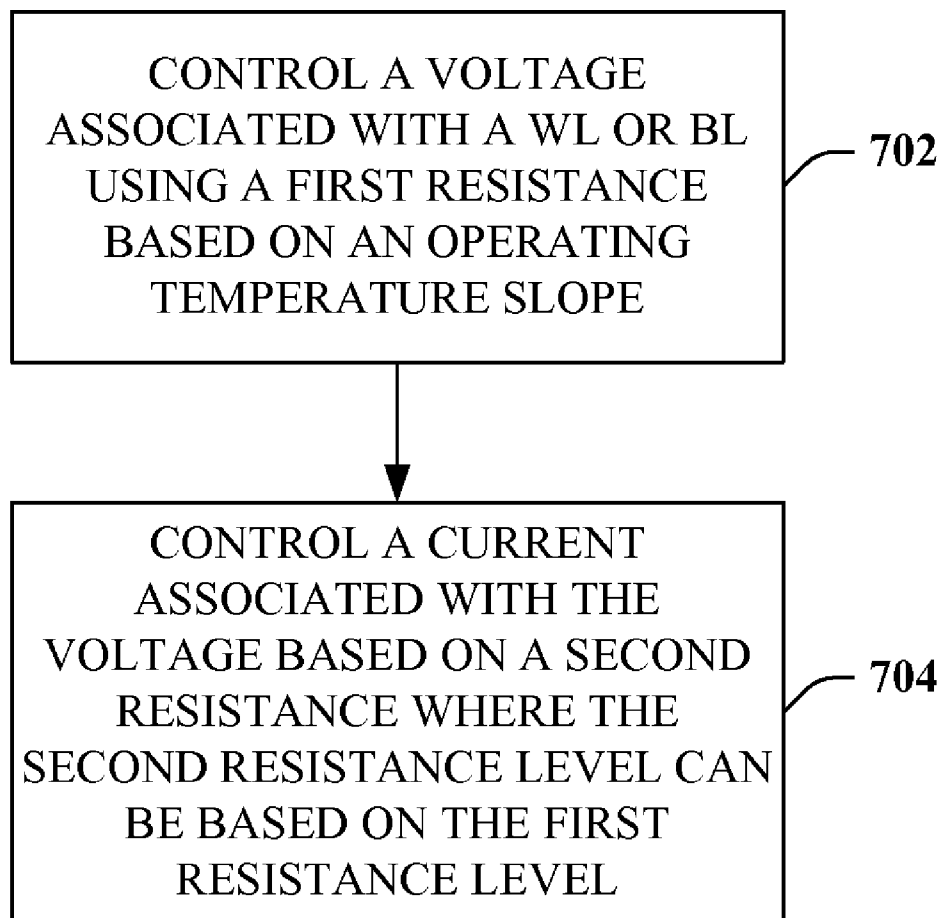 CONTROL A VOLTAGE
ASSOCIATED WITH A WL OR BL
USING A FIRST RESISTANCE
BASED ON AN OPERATING
TEMPERATURE SLOPE
702
CONTROL A CURRENT
ASSOCIATED WITH THE
VOLTAGE BASED ON A SECOND
RESISTANCE WHERE THE
SECOND RESISTANCE LEVEL CAN
BE BASED ON THE FIRST
RESISTANCE LEVEL
704